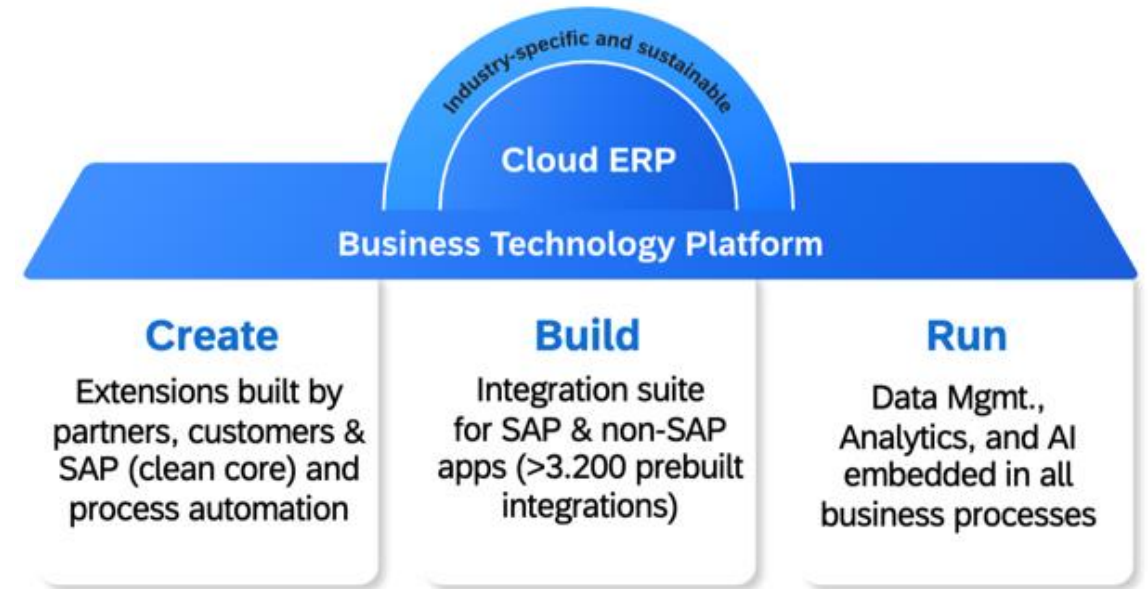 Industry-specific and sustainable
Cloud ERP
Business Technology Platform
Create
Extensions built by
partners, customers &
SAP (clean core) and
process automation
Build
Integration suite
for SAP & non-SAP
apps (>3.200 prebuilt
integrations)
Run
Data Mgmt.,
Analytics, and AI
embedded in all
business processes